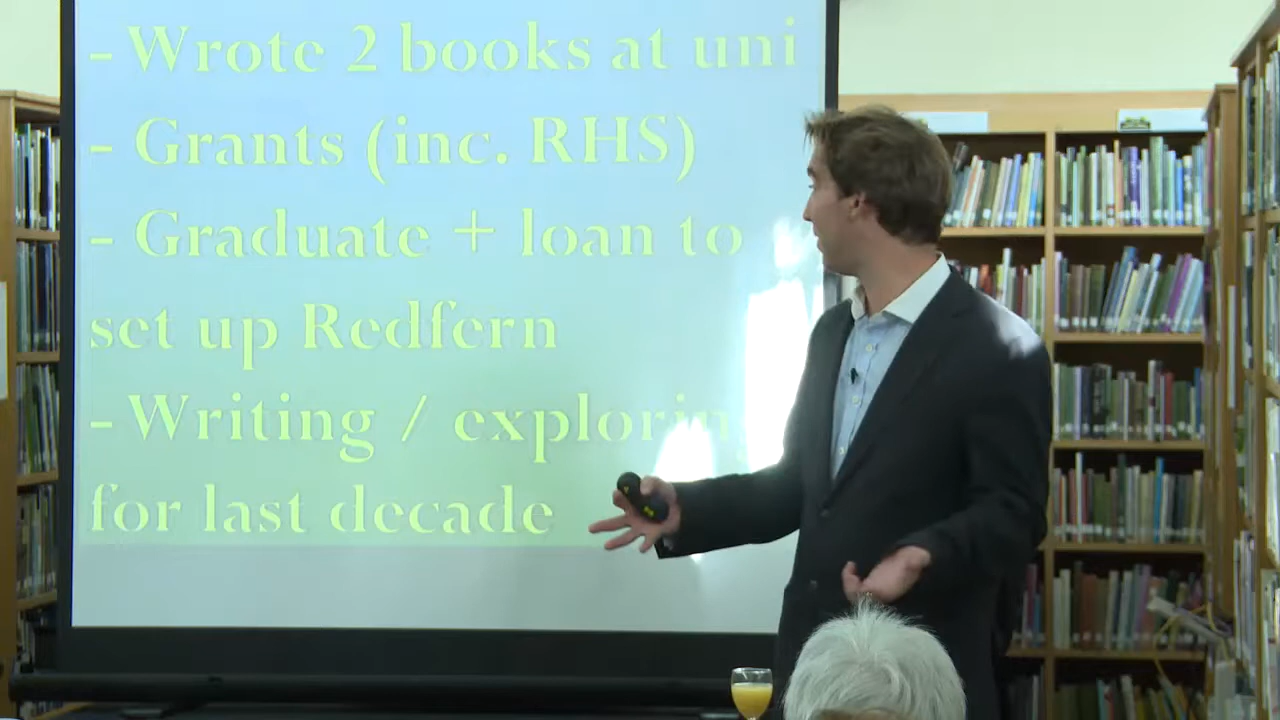 - Wrote 2 books at uni
- Grants (inc. RHS)
- Graduate + loan to
set up Redfern
- Writing / explorin
for last decade